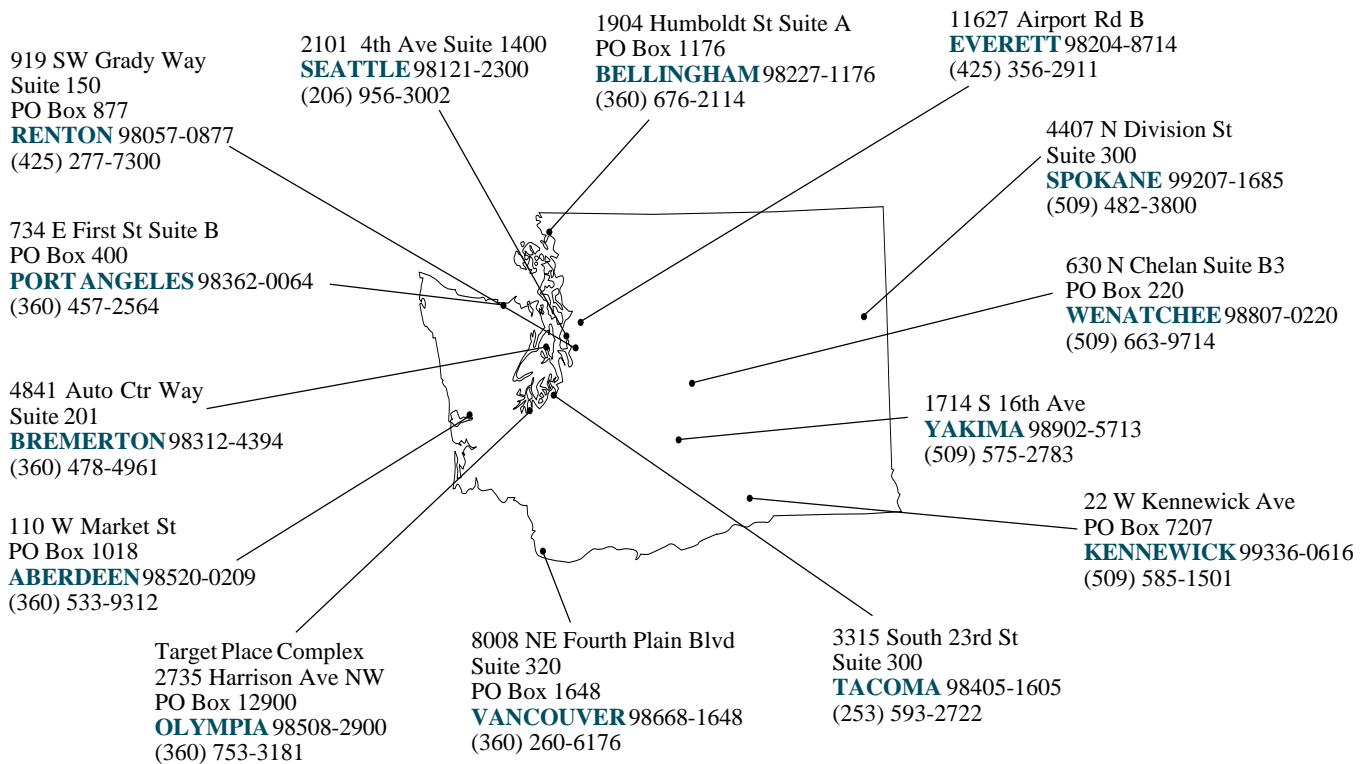 919 SW Grady Way
Suite 150
PO Box 877
RENTON 98057-0877
(425) 277-7300
2101 4th Ave Suite 1400
SEATTLE 98121-2300
(206) 956-3002
1904 Humboldt St Suite A
PO Box 1176
BELLINGHAM 98227-1176
(360) 676-2114
11627 Airport Rd B
EVERETT 98204-8714
(425) 356-2911
4407 N Division St
Suite 300
SPOKANE 99207-1685
(509) 482-3800
734 E First St Suite B
PO Box 400
PORT ANGELES 98362-0064
(360) 457-2564
630 N Chelan Suite B3
PO Box 220
WENATCHEE 98807-0220
(509) 663-9714
4841 Auto Ctr Way
Suite 201
BREMERTON 98312-4394
(360) 478-4961
1714 S 16th Ave
YAKIMA 98902-5713
(509) 575-2783
110 W Market St
PO Box 1018
ABERDEEN 98520-0209
(360) 533-9312
22 W Kennewick Ave
PO Box 7207
KENNEWICK 99336-0616
(509) 585-1501
Target Place Complex
2735 Harrison Ave NW
PO Box 12900
OLYMPIA 98508-2900
(360) 753-3181
8008 NE Fourth Plain Blvd
Suite 320
PO Box 1648
VANCOUVER 98668-1648
(360) 260-6176
3315 South 23rd St
Suite 300
TACOMA 98405-1605
(253) 593-2722